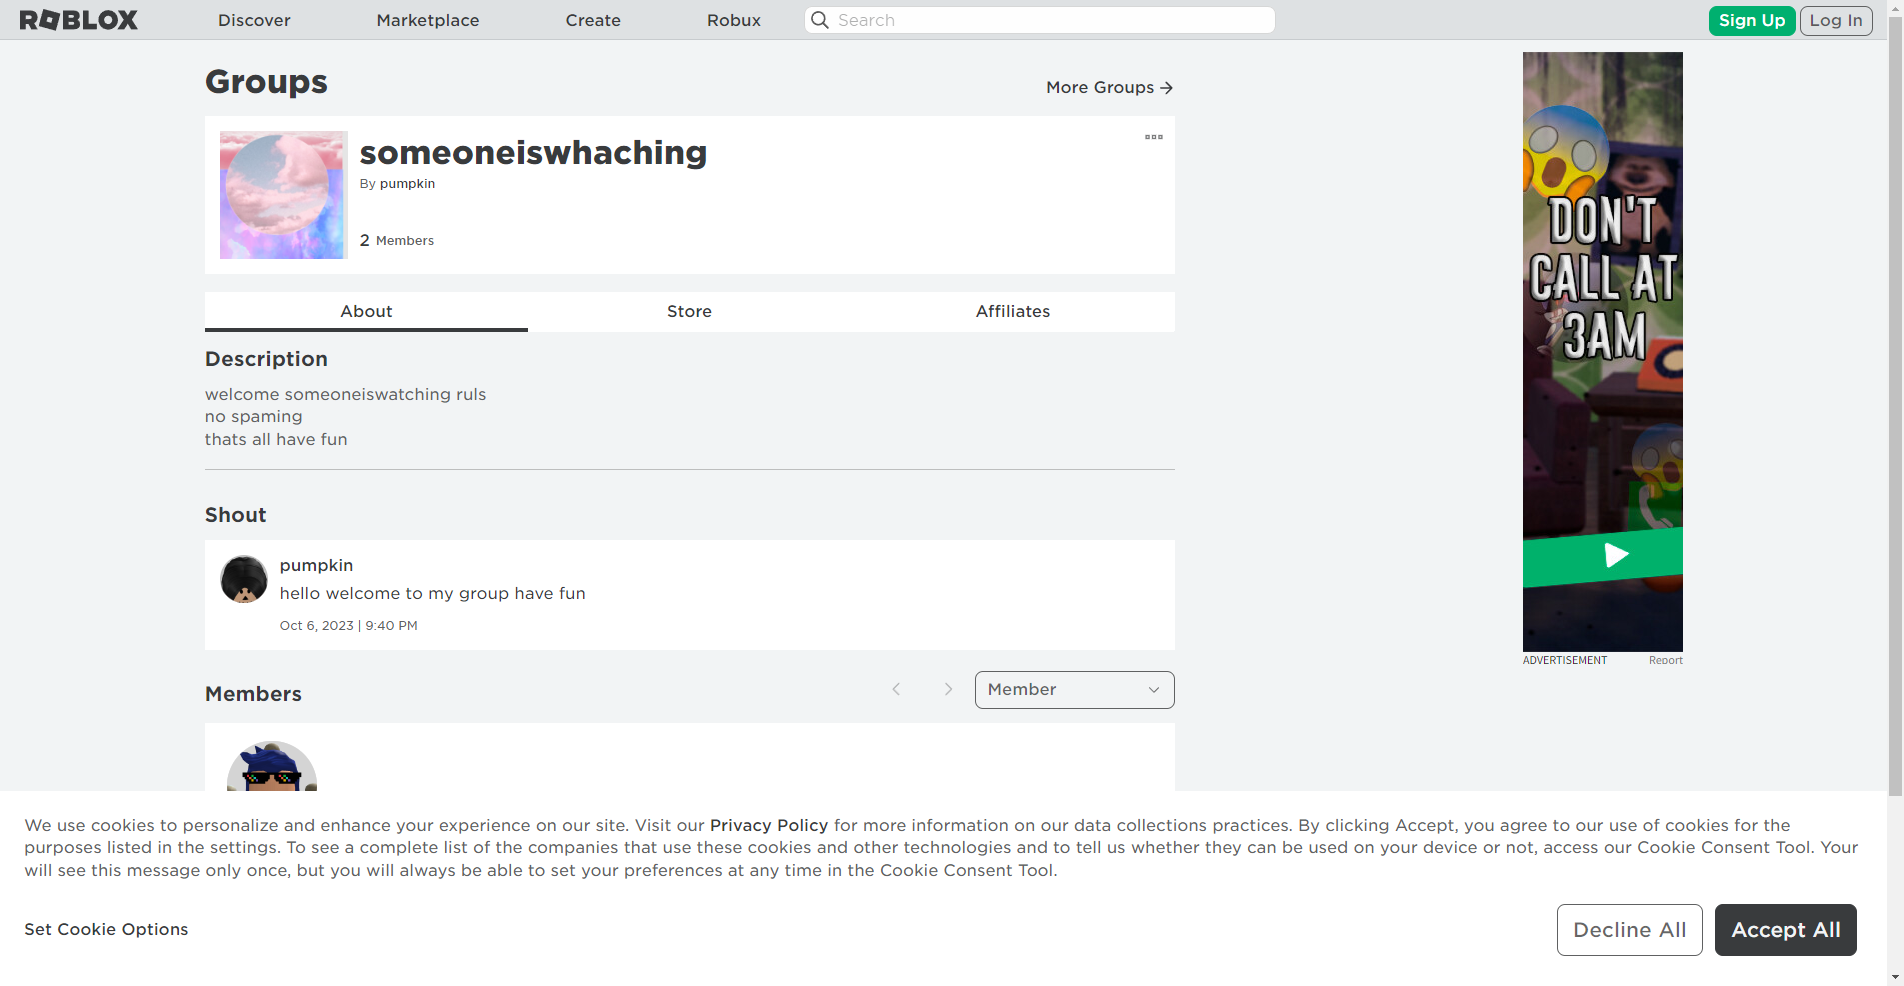 ROBLOX
Discover
Marketplace
Create
Robux
Search
Sign Up
Log In
Groups
More Groups
someoneiswhaching
By pumpkin
2 Members
About
Store
Affiliates
Description
welcome someoneiswatching ruls
no spaming
thats all have fun
Shout
pumpkin
hello welcome to my group have fun
Oct 6, 2023 | 9:40 PM
Members
Member
DON'T
CALL AT
3AM
ADVERTISEMENT
Report
We use cookies to personalize and enhance your experience on our site. Visit our Privacy Policy for more information on our data collections practices. By clicking Accept, you agree to our use of cookies for the
purposes listed in the settings. To see a complete list of the companies that use these cookies and other technologies and to tell us whether they can be used on your device or not, access our Cookie Consent Tool. Your
will see this message only once, but you will always be able to set your preferences at any time in the Cookie Consent Tool.
Set Cookie Options
Decline All
Accept All